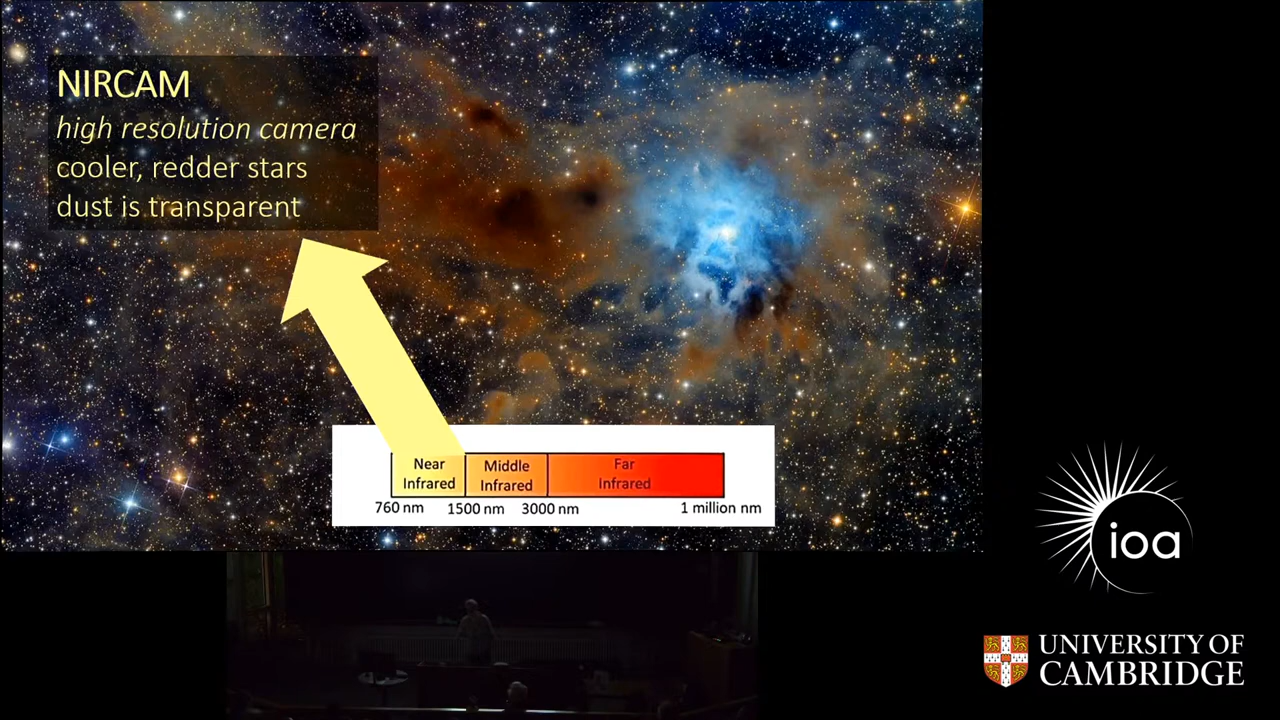 NIRCAM
high resolution camera
cooler, redder stars
dust is transparent
Near Infrared
Middle Infrared
Far Infrared
760 nm
1500 nm
3000 nm
1 million nm
ioa
UNIVERSITY OF
CAMBRIDGE